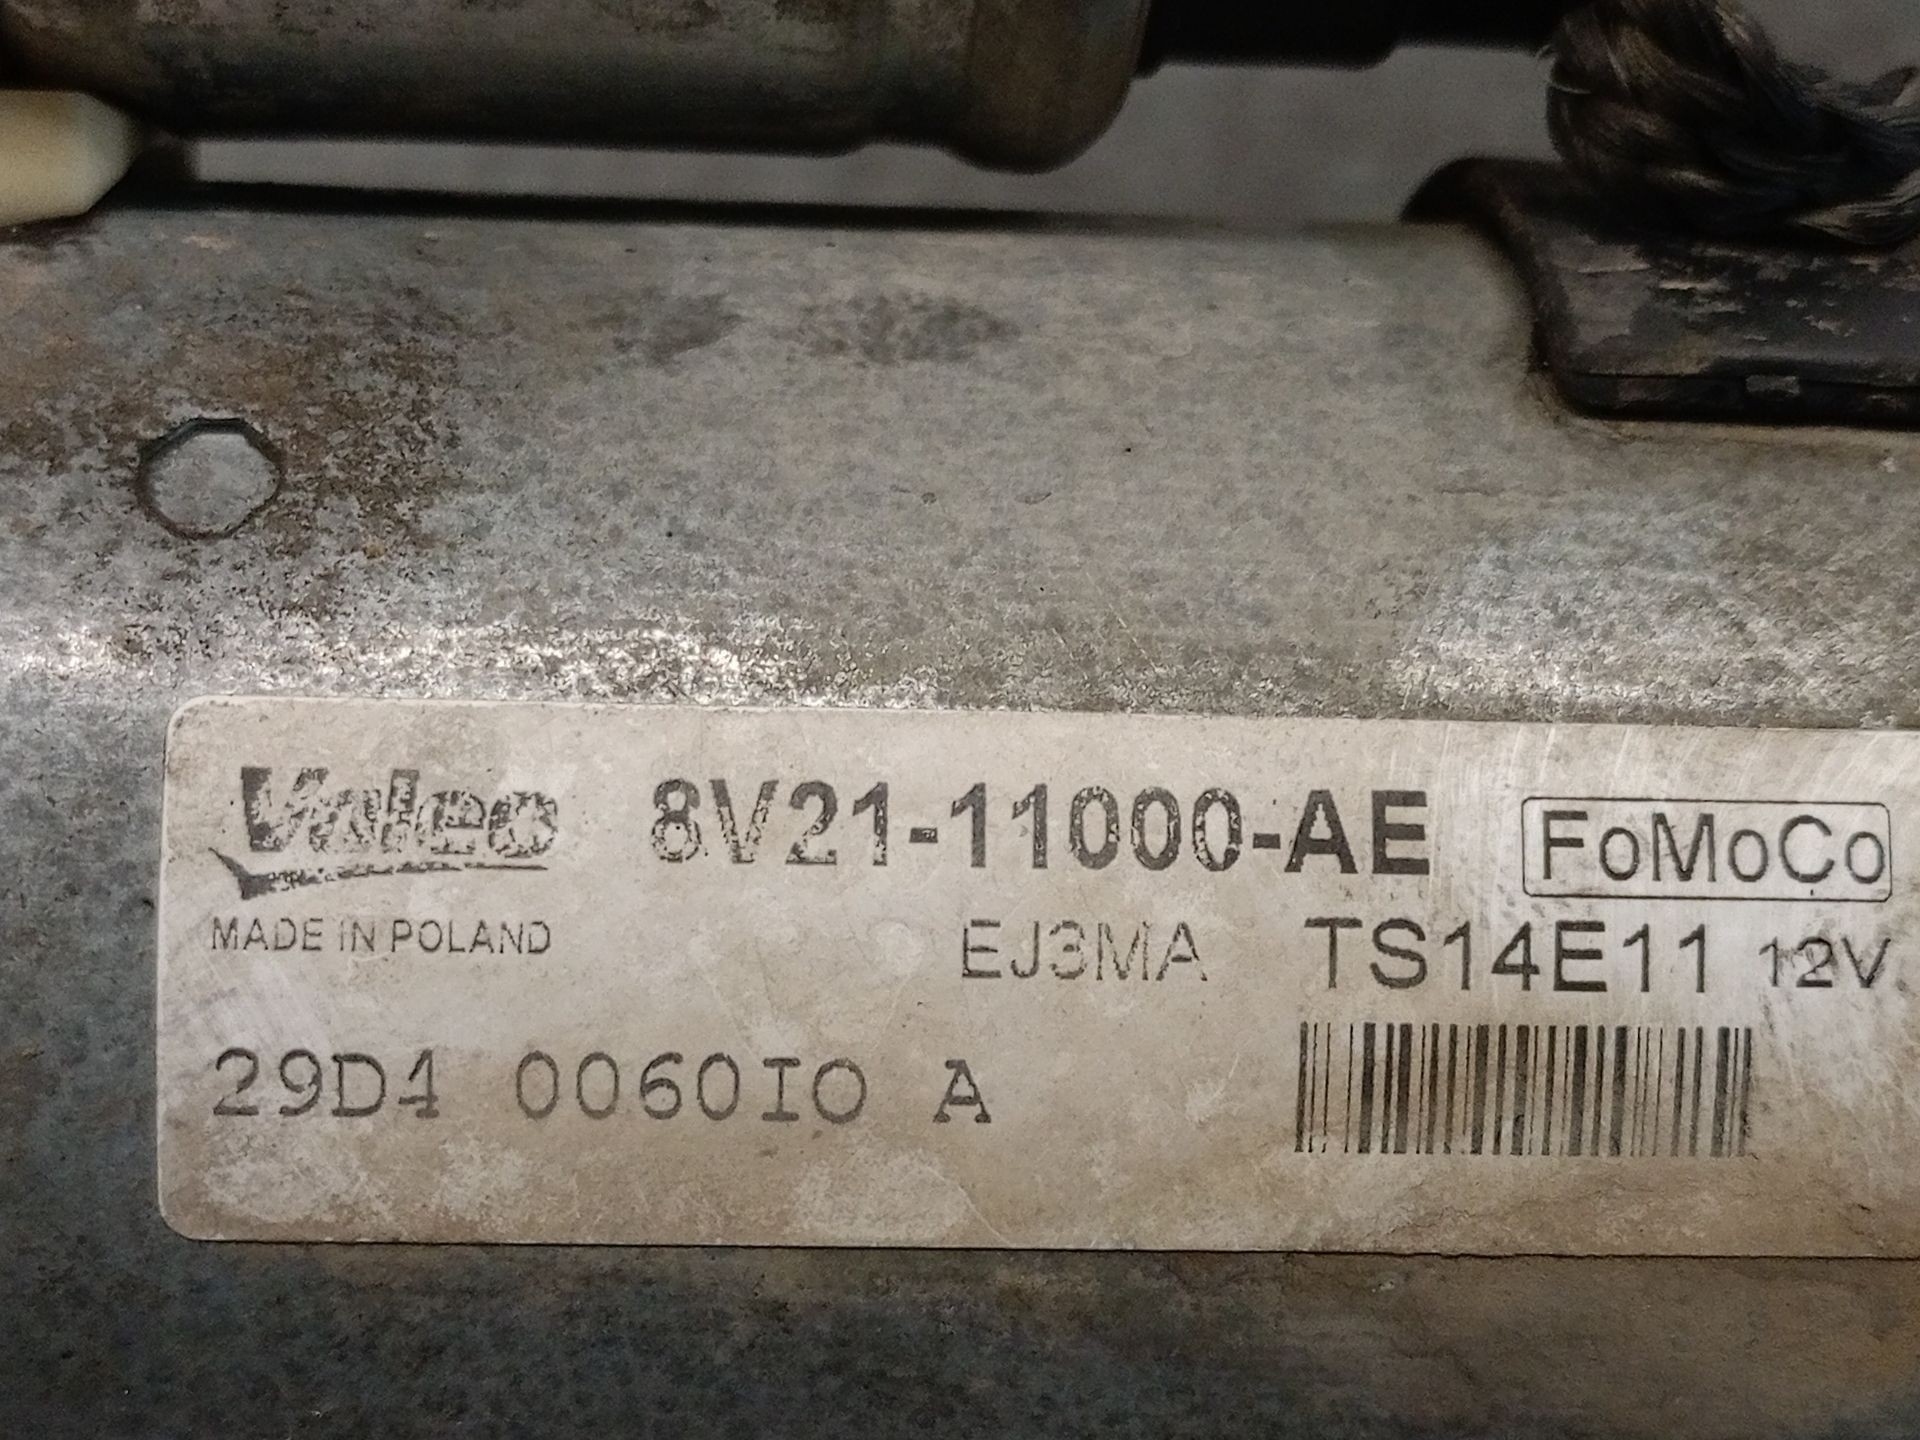 Valeo 8V21-11000-AE FoMoCo
MADE IN POLAND EJ3MA TS14E11 12V
29D4 0060IO A